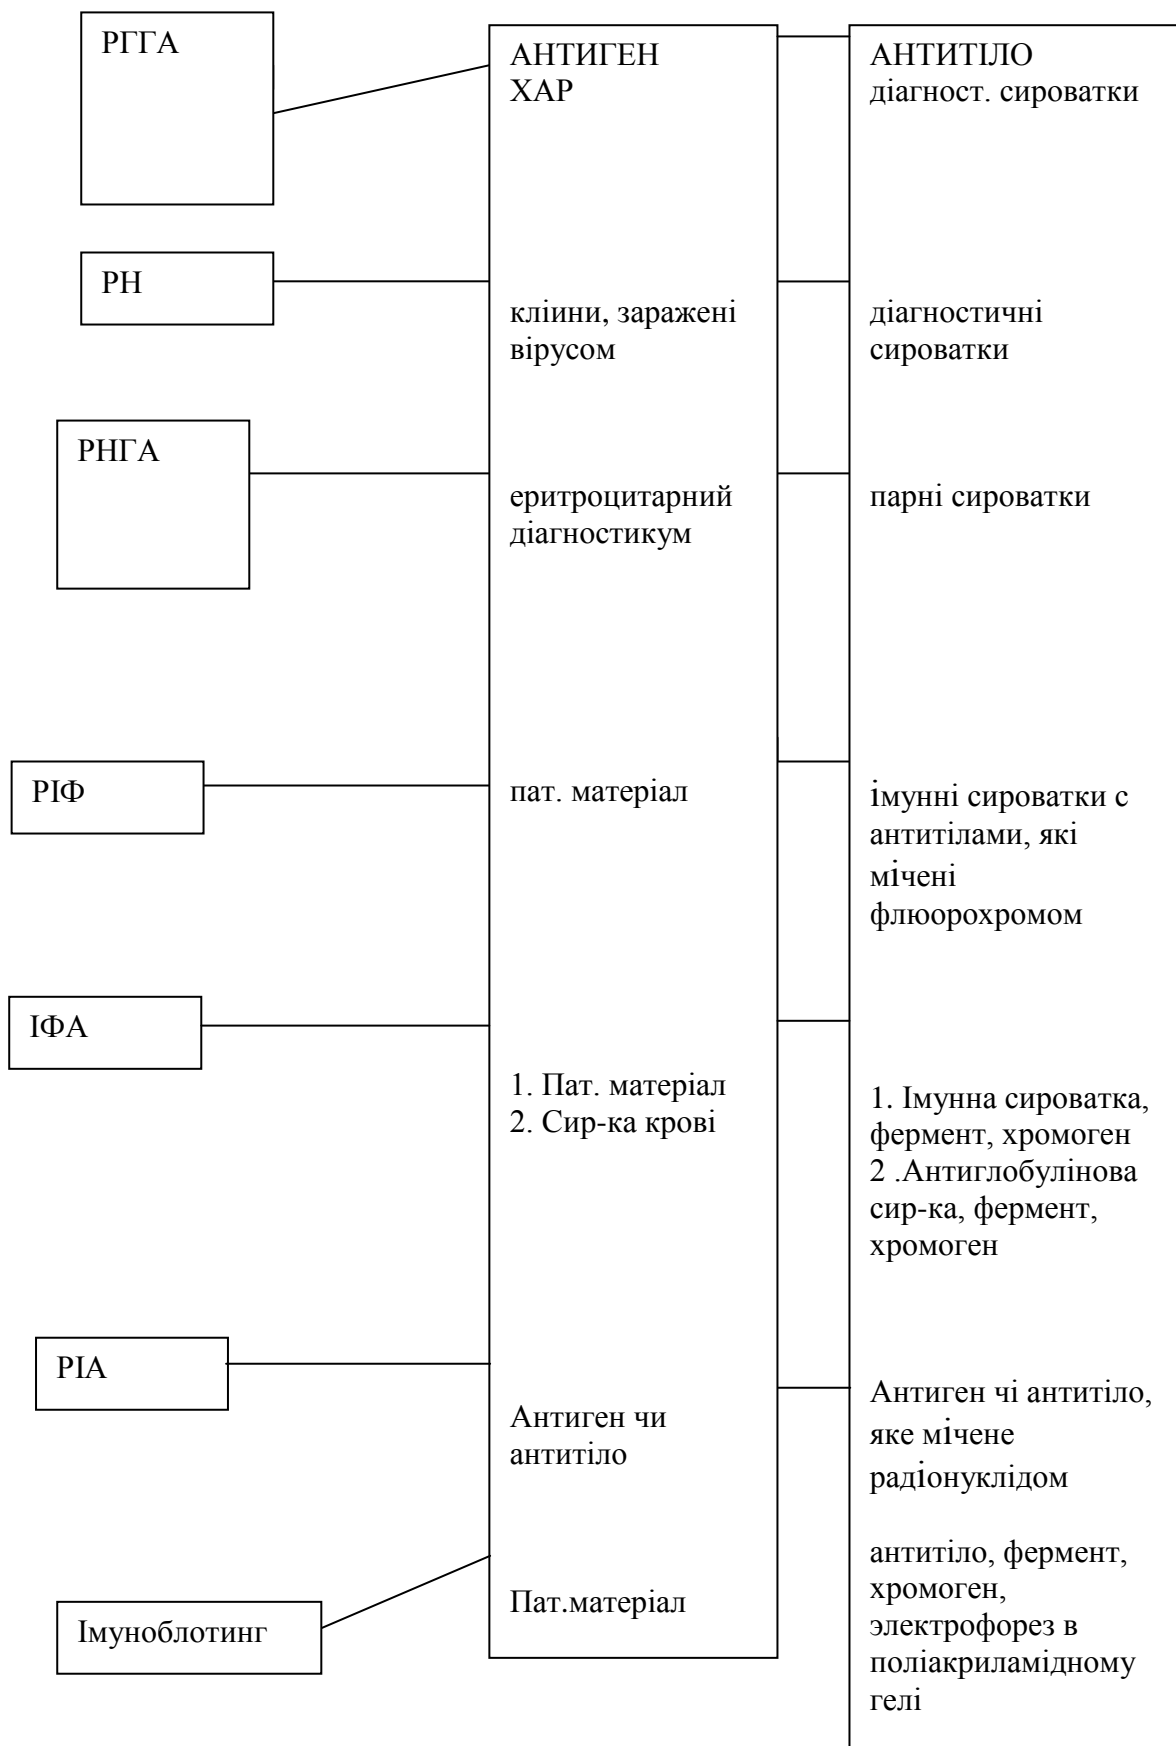 РГГА
АНТИГЕН
ХАР
АНТИТІЛО
діагност. сироватки
РН
кліини, заражені
вірусом
діагностичні
сироватки
РНГА
еритроцитарний
діагностикум
парні сироватки
РІФ
пат. матеріал
імунні сироватки с
антитілами, які
мічені
флюорохромом
ІФА
1. Пат. матеріал
2. Сир-ка крові
1. Імунна сироватка,
фермент, хромоген
2 .Антиглобулінова
сир-ка, фермент,
хромоген
РІА
Антиген чи
антитіло
Антиген чі антитіло,
яке мічене
радіонуклідом
Імуноблотинг
Пат.матеріал
антитіло, фермент,
хромоген,
электрофорез в
поліакриламідному
гелі